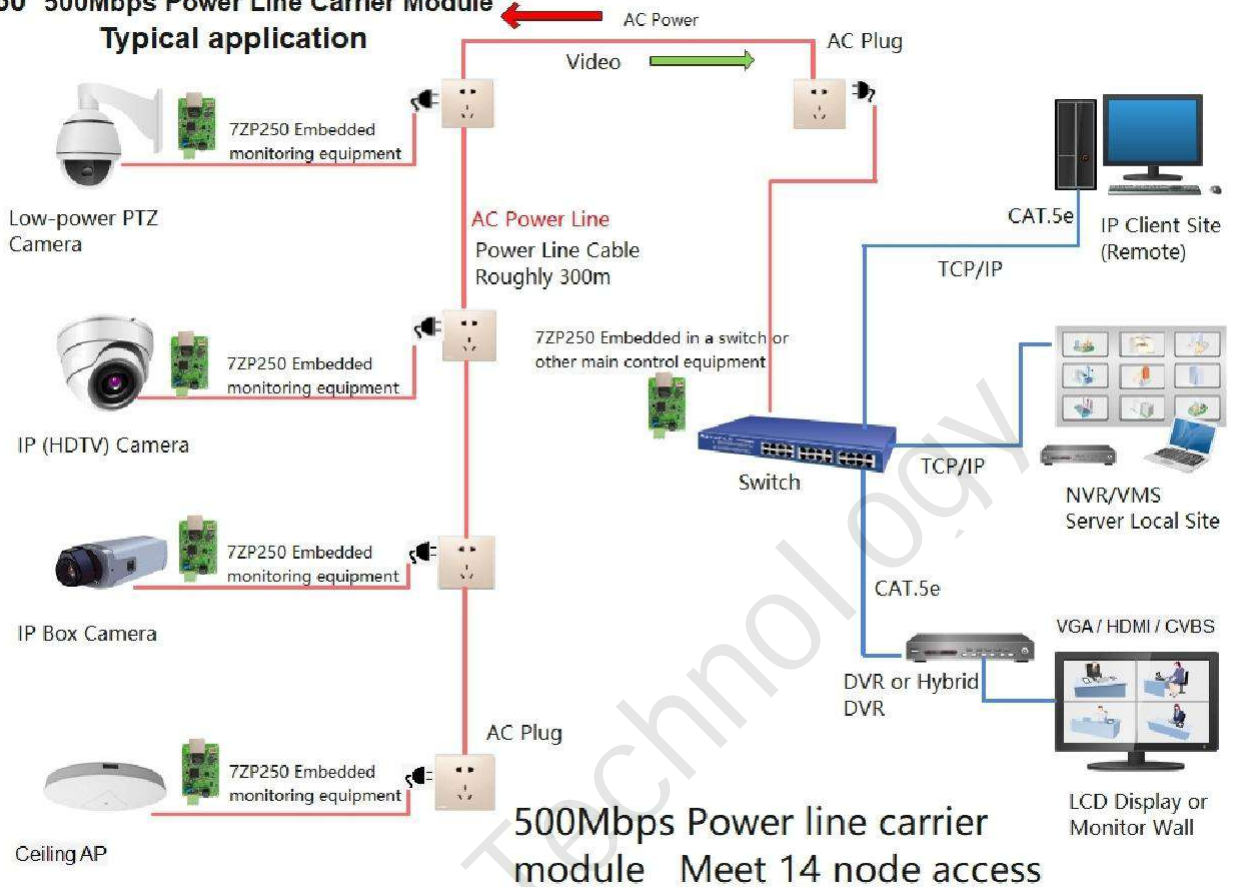 500Mbps Power Line Carrier Module
Typical application
AC Power
Video
AC Plug
7ZP250 Embedded
monitoring equipment
Low-power PTZ
Camera
AC Power Line
Power Line Cable
Roughly 300m
CAT.5e
IP Client Site
(Remote)
TCP/IP
7ZP250 Embedded
monitoring equipment
IP (HDTV) Camera
7ZP250 Embedded in a switch or
other main control equipment
Switch
TCP/IP
NVR/VMS
Server Local Site
7ZP250 Embedded
monitoring equipment
IP Box Camera
CAT.5e
VGA / HDMI / CVBS
DVR or Hybrid
DVR
AC Plug
7ZP250 Embedded
monitoring equipment
Ceiling AP
LCD Display or
Monitor Wall
500Mbps Power line carrier
module Meet 14 node access
Technology